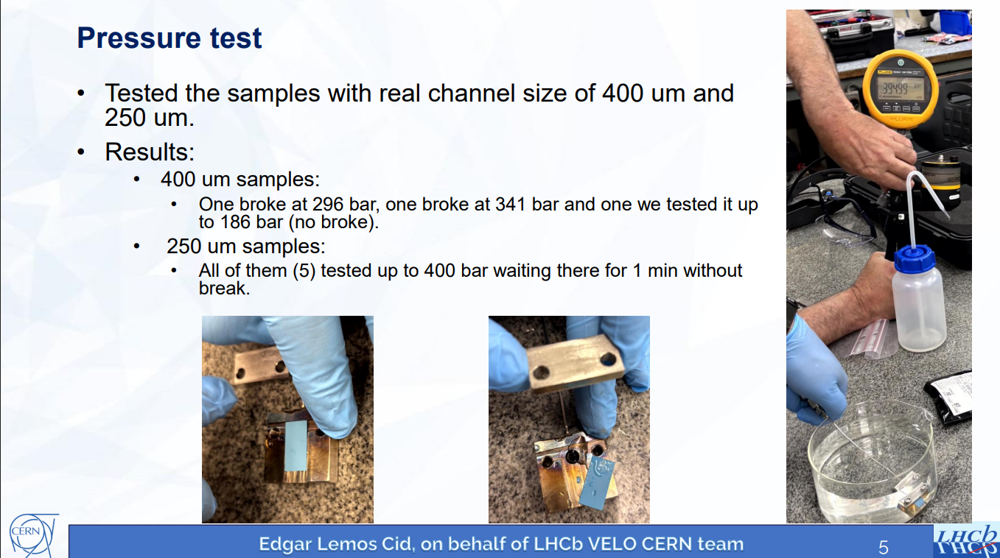 Pressure test
• Tested the samples with real channel size of 400 um and
250 um.
• Results:
• 400 um samples:
• One broke at 296 bar, one broke at 341 bar and one we tested it up
to 186 bar (no broke).
• 250 um samples:
• All of them (5) tested up to 400 bar waiting there for 1 min without
break.
FLUKE
394.99
FLUKE
CERN
Edgar Lemos Cid, on behalf of LHCb VELO CERN team
5
LHCb
LHCb